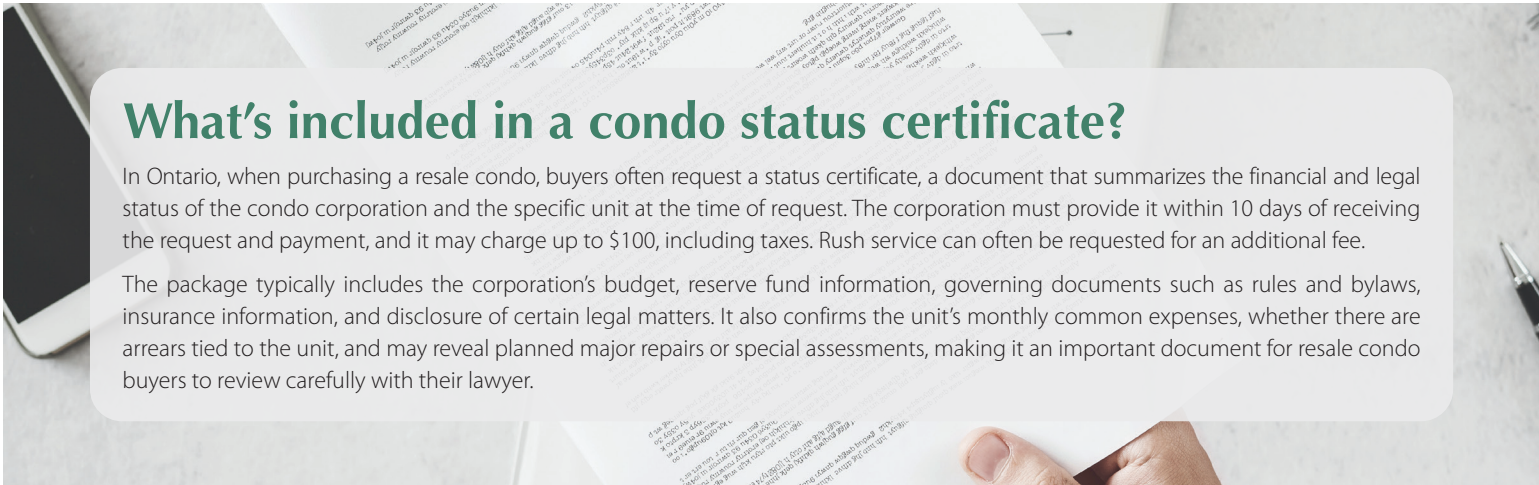 What's included in a condo status certificate?
In Ontario, when purchasing a resale condo, buyers often request a status certificate, a document that summarizes the financial and legal
status of the condo corporation and the specific unit at the time of request. The corporation must provide it within 10 days of receiving
the request and payment, and it may charge up to $100, including taxes. Rush service can often be requested for an additional fee.
The package typically includes the corporation's budget, reserve fund information, governing documents such as rules and bylaws,
insurance information, and disclosure of certain legal matters. It also confirms the unit's monthly common expenses, whether there are
arrears tied to the unit, and may reveal planned major repairs or special assessments, making it an important document for resale condo
buyers to review carefully with their lawyer.